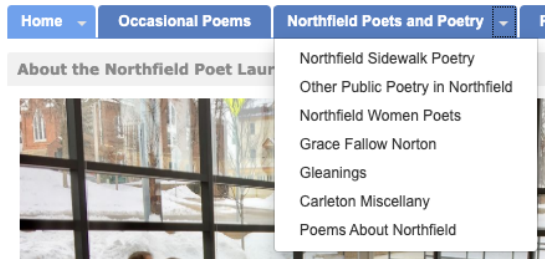 Home Occasional Poems Northfield Poets and Poetry
About the Northfield Poet
Northfield Sidewalk Poetry
Other Public Poetry in Northfield
Northfield Women Poets
Grace Fallow Norton
Gleanings
Carleton Miscellany
Poems About Northfield